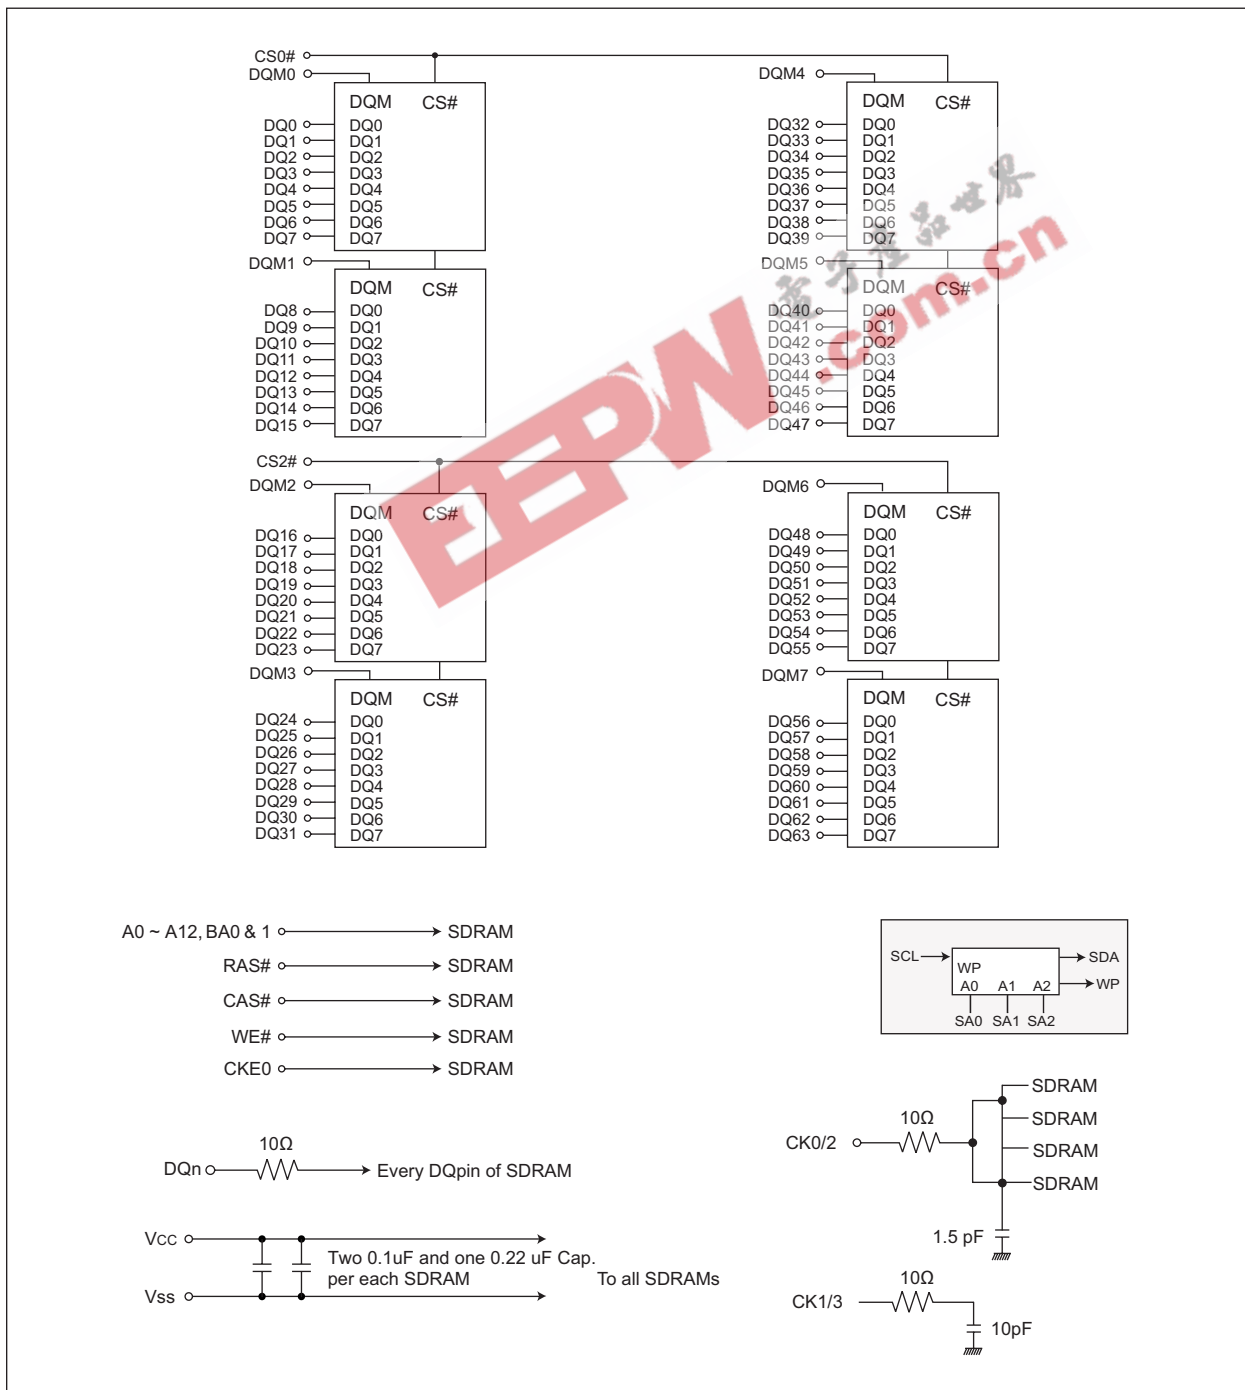 CS0#
DQM0
DQM CS#
DQ0 DQ0
DQ1 DQ1
DQ2 DQ2
DQ3 DQ3
DQ4 DQ4
DQ5 DQ5
DQ6 DQ6
DQ7 DQ7
DQM1
DQM CS#
DQ8 DQ0
DQ9 DQ1
DQ10 DQ2
DQ11 DQ3
DQ12 DQ4
DQ13 DQ5
DQ14 DQ6
DQ15 DQ7
DQM4
DQM CS#
DQ32 DQ0
DQ33 DQ1
DQ34 DQ2
DQ35 DQ3
DQ36 DQ4
DQ37 DQ5
DQ38 DQ6
DQ39 DQ7
DQM5
DQM CS#
DQ40 DQ0
DQ41 DQ1
DQ42 DQ2
DQ43 DQ3
DQ44 DQ4
DQ45 DQ5
DQ46 DQ6
DQ47 DQ7
EEPW
電子產品世界
.com.cn
CS2#
DQM2
DQM CS#
DQ16 DQ0
DQ17 DQ1
DQ18 DQ2
DQ19 DQ3
DQ20 DQ4
DQ21 DQ5
DQ22 DQ6
DQ23 DQ7
DQM3
DQM CS#
DQ24 DQ0
DQ25 DQ1
DQ26 DQ2
DQ27 DQ3
DQ28 DQ4
DQ29 DQ5
DQ30 DQ6
DQ31 DQ7
DQM6
DQM CS#
DQ48 DQ0
DQ49 DQ1
DQ50 DQ2
DQ51 DQ3
DQ52 DQ4
DQ53 DQ5
DQ54 DQ6
DQ55 DQ7
DQM7
DQM CS#
DQ56 DQ0
DQ57 DQ1
DQ58 DQ2
DQ59 DQ3
DQ60 DQ4
DQ61 DQ5
DQ62 DQ6
DQ63 DQ7
A0 ~ A12, BA0 & 1 SDRAM
RAS# SDRAM
CAS# SDRAM
WE# SDRAM
CKE0 SDRAM
10Ω
DQn Every DQpin of SDRAM
Vcc
Two 0.1uF and one 0.22 uF Cap.
per each SDRAM
To all SDRAMs
Vss
SCL WP SDA
A0 A1 A2 WP
SA0 SA1 SA2
SDRAM
10Ω SDRAM
CK0/2
SDRAM
SDRAM
1.5 pF
10Ω
CK1/3
10pF